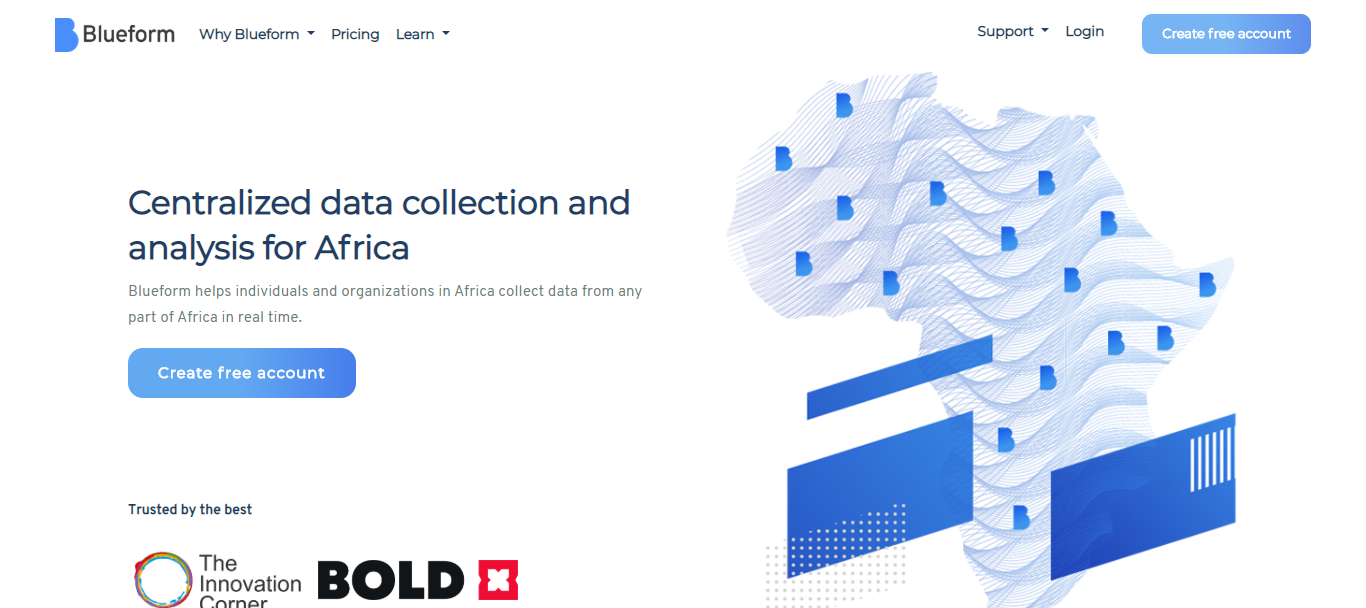 Blueform
Why Blueform
Pricing
Learn
Support
Login
Create free account
Centralized data collection and
analysis for Africa
Blueform helps individuals and organizations in Africa collect data from any
part of Africa in real time.
Create free account
Trusted by the best
The
Innovation
Corner
BOLD